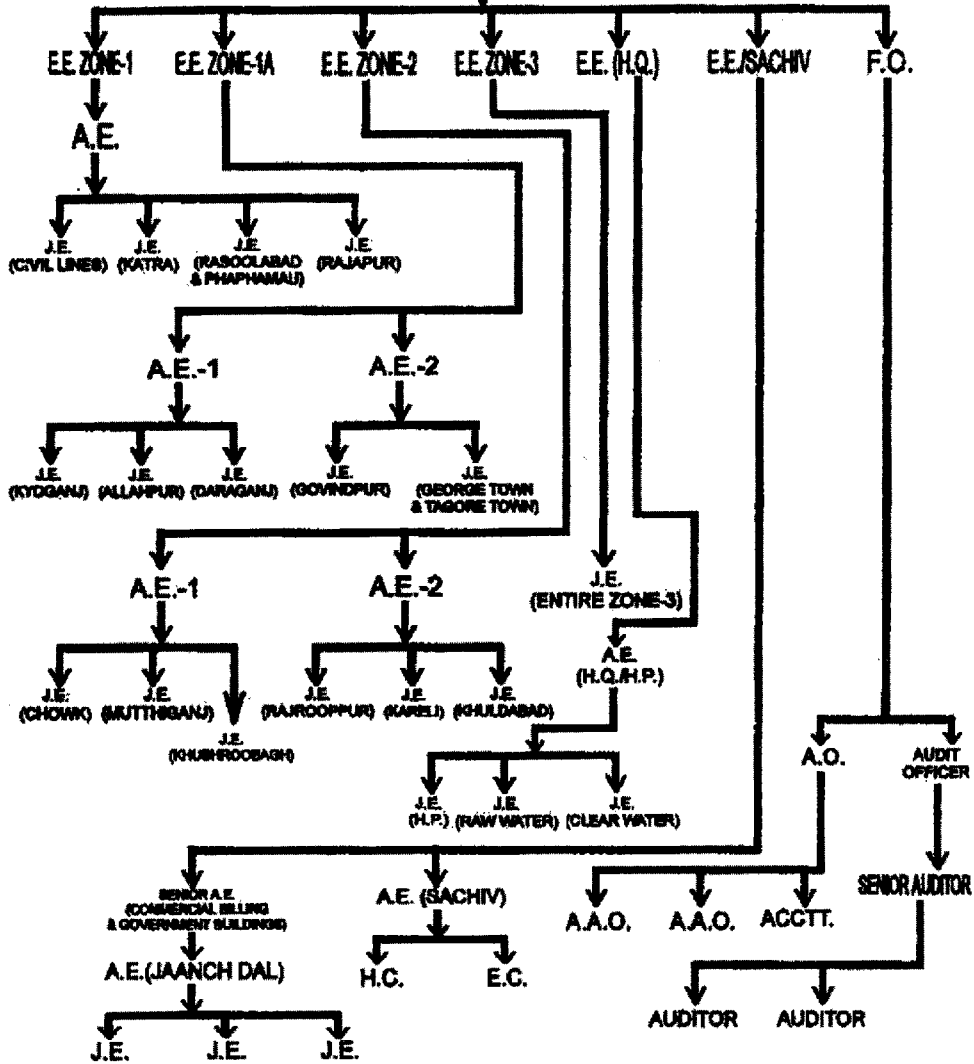 E.E. ZONE-1 E.E. ZONE-1A E.E. ZONE-2 E.E. ZONE-3 E.E. (H.Q.) E.E./SACHIV F.O.
A.E.
J.E. J.E. J.E. J.E.
(CIVIL LINES) (KATRA) (RASOOLABAD (RAJAPUR)
& PHAPHAMAU)
A.E.-1 A.E.-2
J.E. J.E. J.E. J.E. J.E.
(KYDGANJ) (ALLAHPUR) (DARAGANJ) (GOVINDPUR) (GEORGE TOWN
& TAGORE TOWN)
A.E.-1 A.E.-2
J.E.
(ENTIRE ZONE-3)
A.E.
(H.Q./H.P.)
J.E. J.E. J.E. J.E. J.E.
(CHOWK) (MUTTHIGANJ) (RAJROOPPUR) (KARELI) (KHULDABAD)
J.E.
(KHUSHROOBAGH)
A.O. AUDIT
OFFICER
J.E. J.E. J.E.
(H.P.) (RAW WATER) (CLEAR WATER)
SENIOR A.E.
(COMMERCIAL BILLING
& GOVERNMENT BUILDINGS)
A.E. (SACHIV)
SENIOR AUDITOR
A.A.O. A.A.O. ACCTT.
A.E.(JAANCH DAL)
H.C. E.C.
AUDITOR AUDITOR
J.E. J.E. J.E.